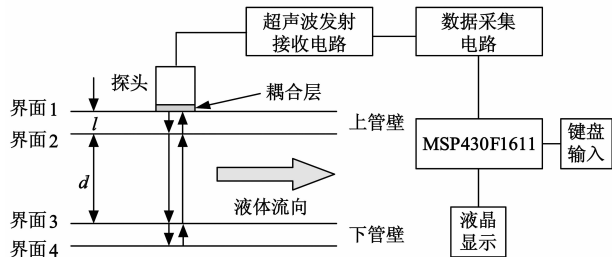 超声波发射
接收电路
数据采集
电路
探头
耦合层
界面1
l
上管壁
界面2
MSP430F1611
键盘
输入
d
液体流向
界面3
下管壁
界面4
液晶
显示